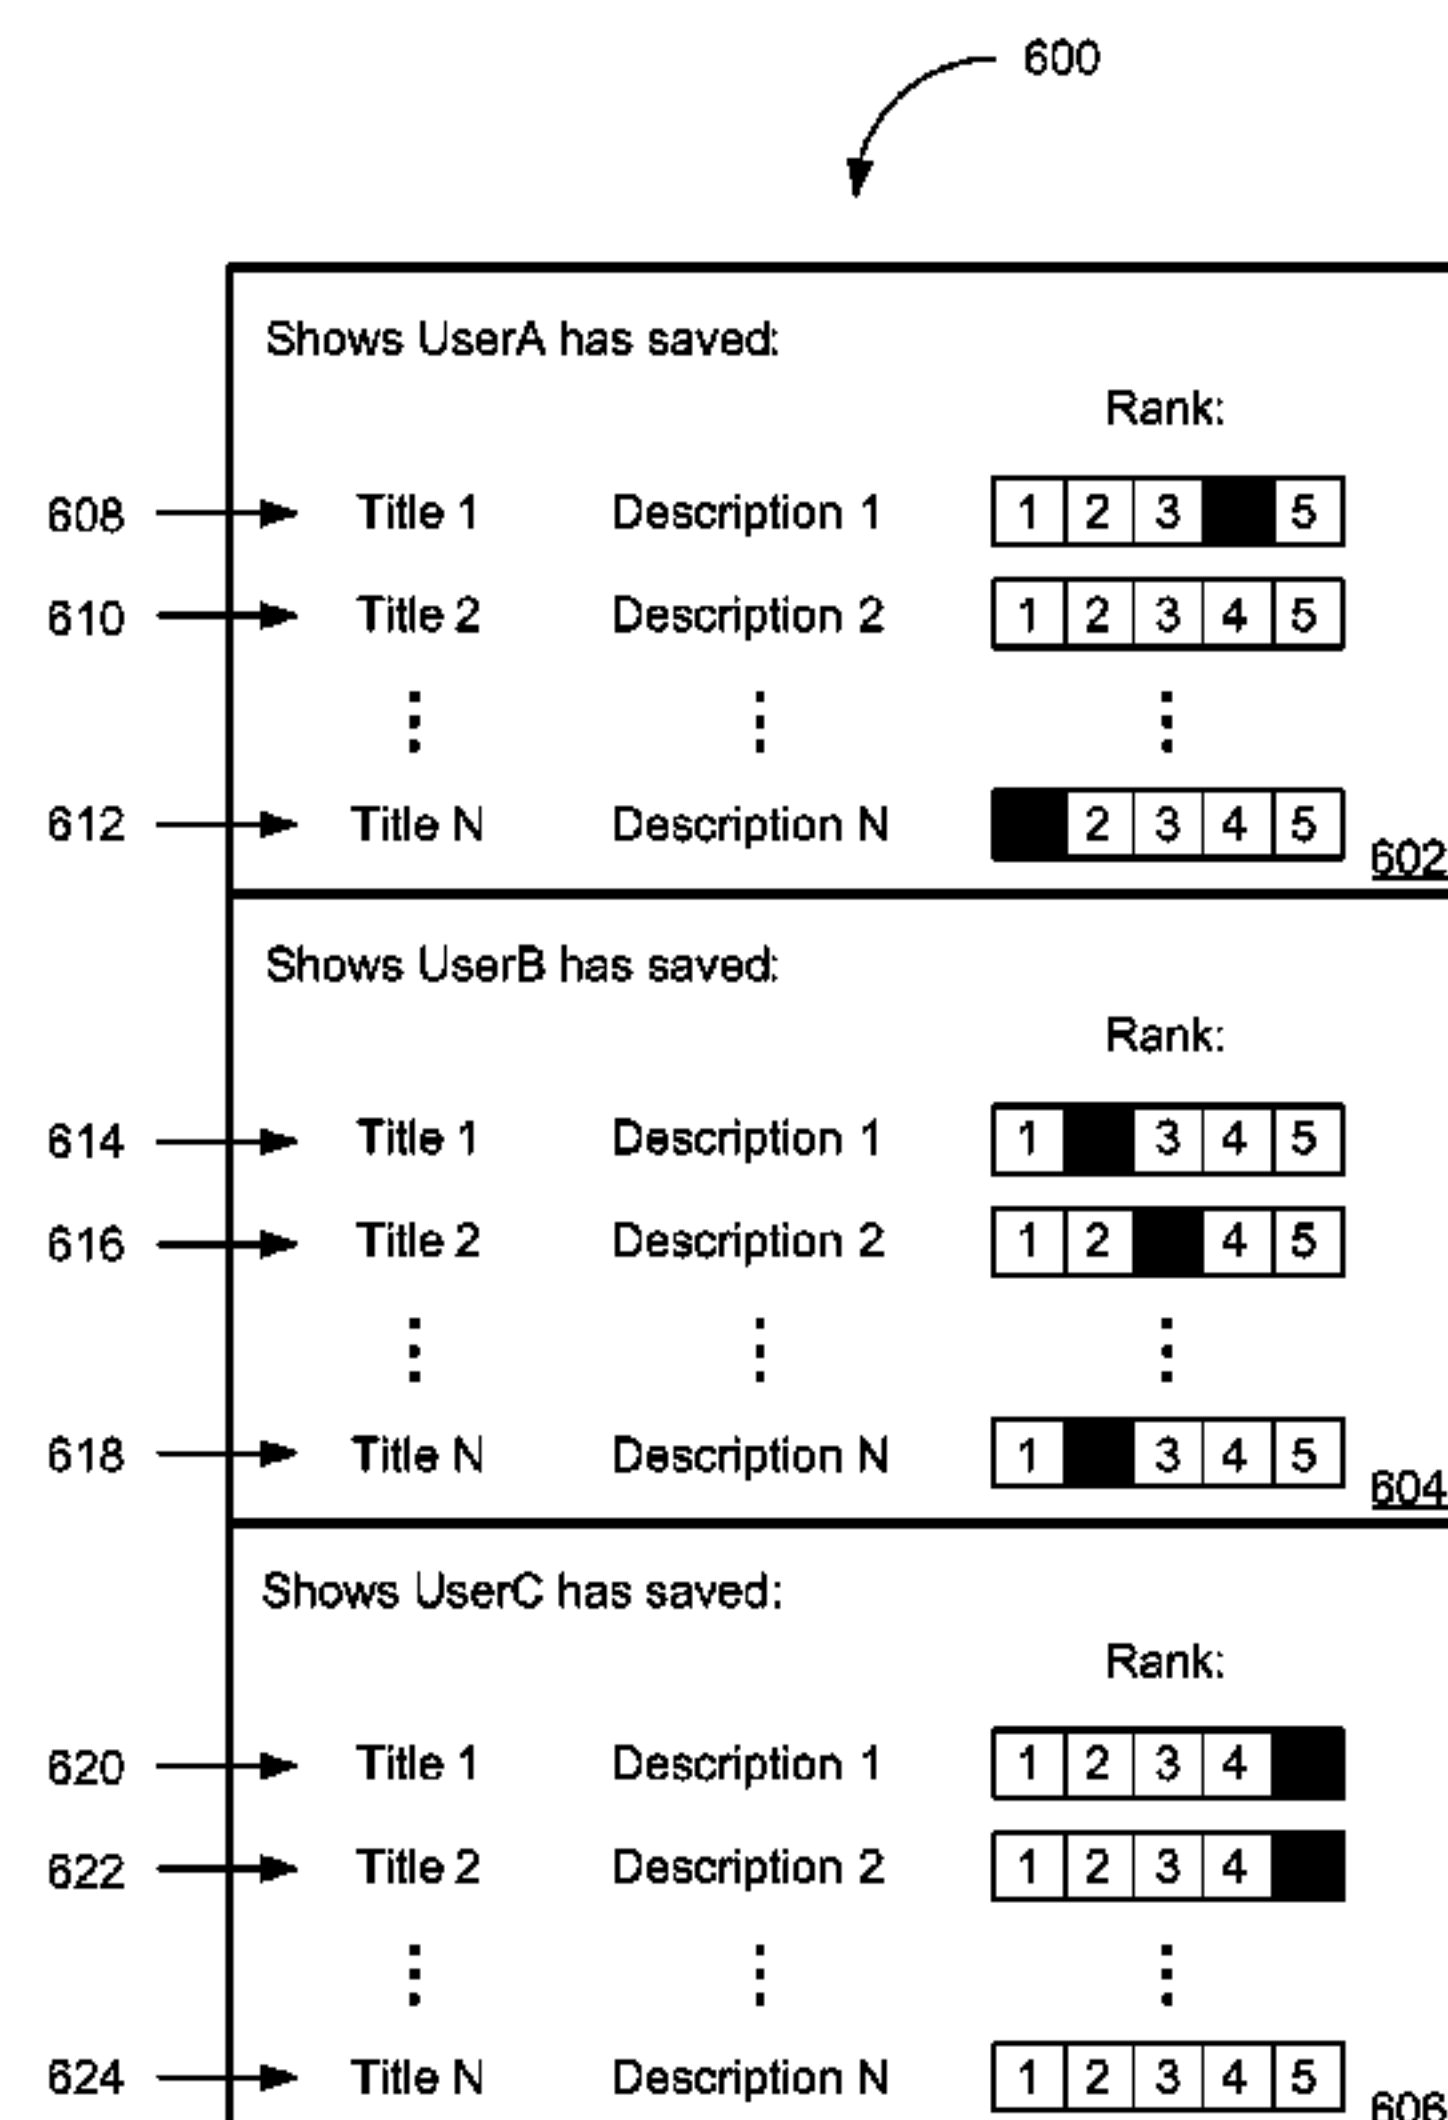 600
Shows UserA has saved:
Rank:
608 Title 1 Description 1 1 2 3 5
610 Title 2 Description 2 1 2 3 4 5
612 Title N Description N 2 3 4 5
602
Shows UserB has saved:
Rank:
614 Title 1 Description 1 1 3 4 5
616 Title 2 Description 2 1 2 4 5
618 Title N Description N 1 3 4 5
604
Shows UserC has saved:
Rank:
620 Title 1 Description 1 1 2 3 4
622 Title 2 Description 2 1 2 3 4
624 Title N Description N 1 2 3 4 5
606